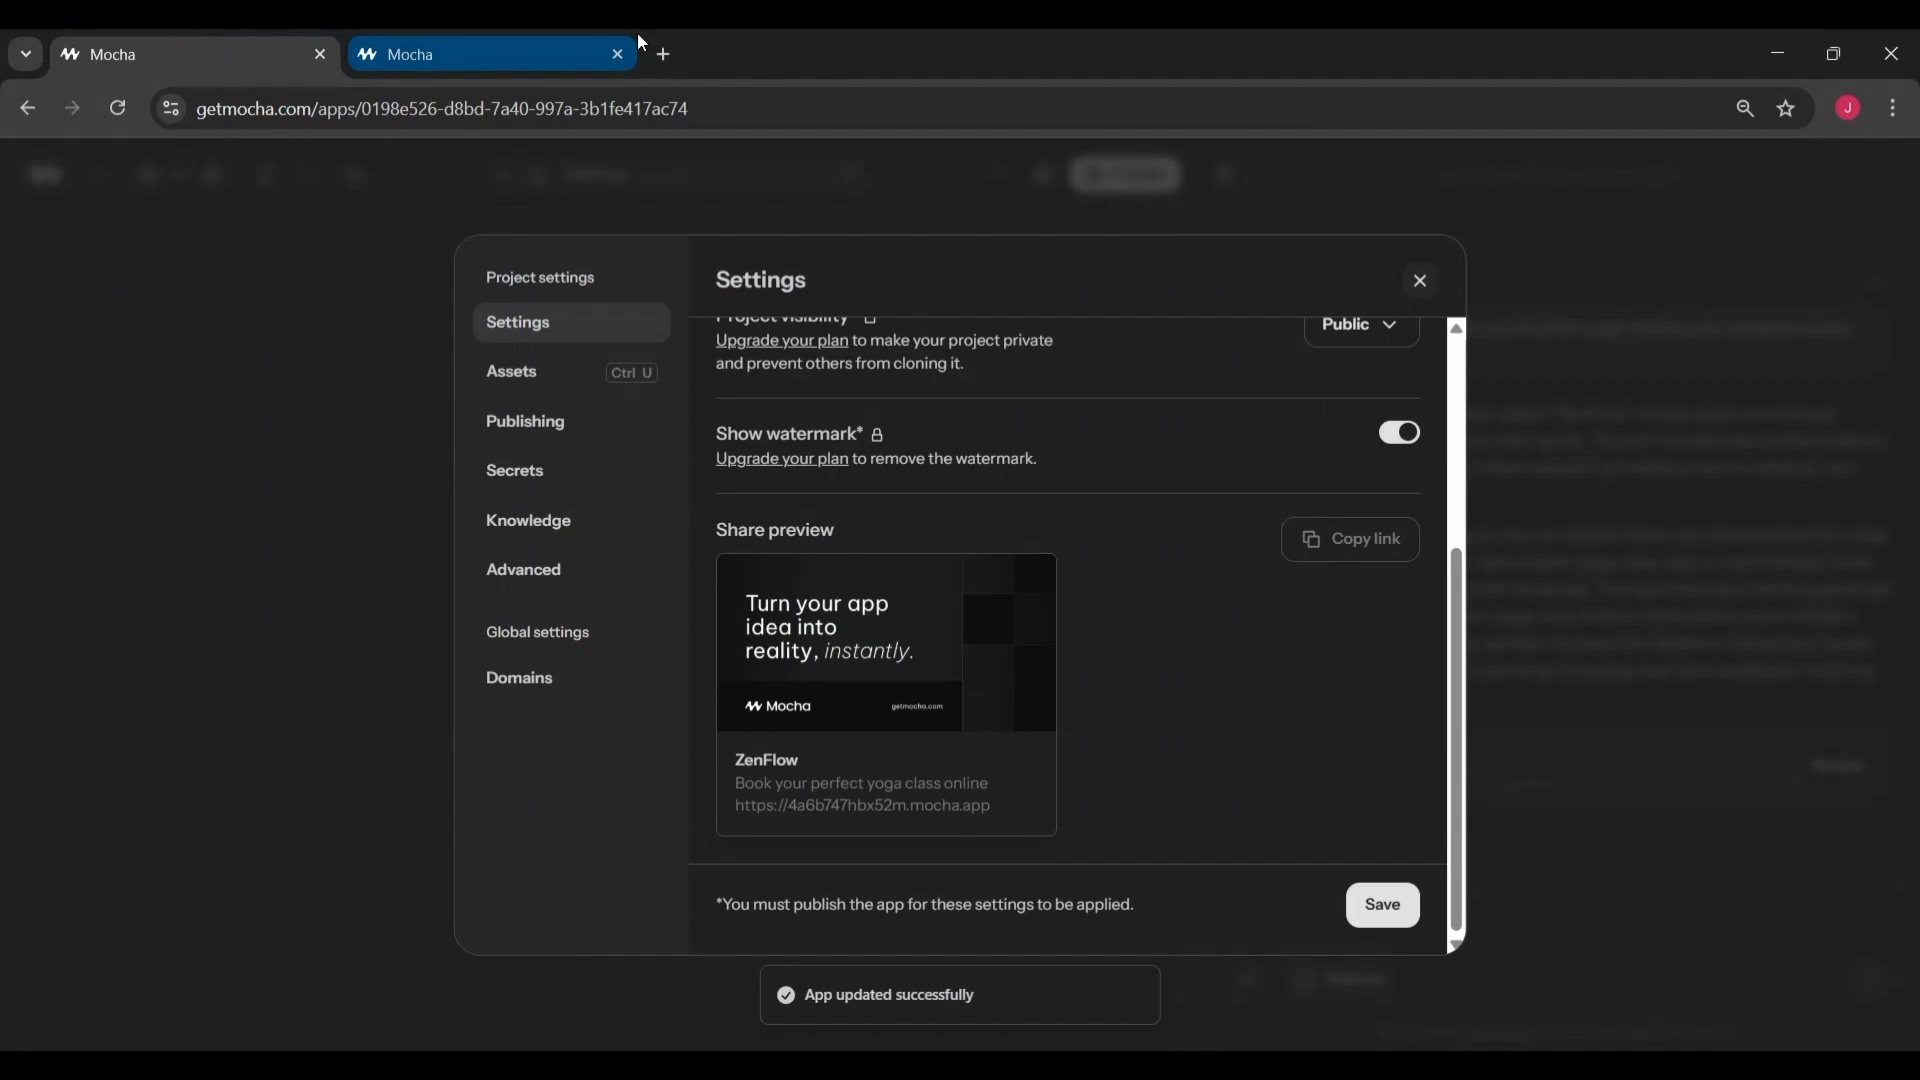 Mocha
Mocha
getmocha.com/apps/0198e526-d8bd-7a40-997a-3b1fe417ac74
J
Project settings
Settings
Assets
Ctrl U
Publishing
Secrets
Knowledge
Advanced
Global settings
Domains
Settings
Project visibility
Upgrade your plan to make your project private
and prevent others from cloning it.
Public
Show watermark*
Upgrade your plan to remove the watermark.
Share preview
Copy link
Turn your app
idea into
reality, instantly.
Mocha
getmocha.com
ZenFlow
Book your perfect yoga class online
https://4a6b747hbx52m.mocha.app
*You must publish the app for these settings to be applied.
Save
App updated successfully